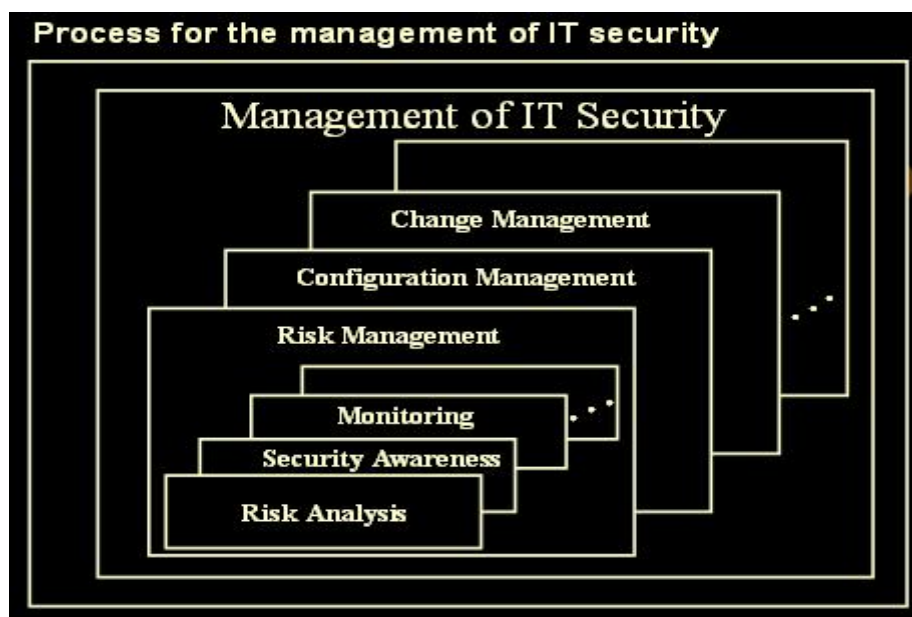 Process for the management of IT security
Management of IT Security
Change Management
Configuration Management
Risk Management
Monitoring
Security Awareness
Risk Analysis